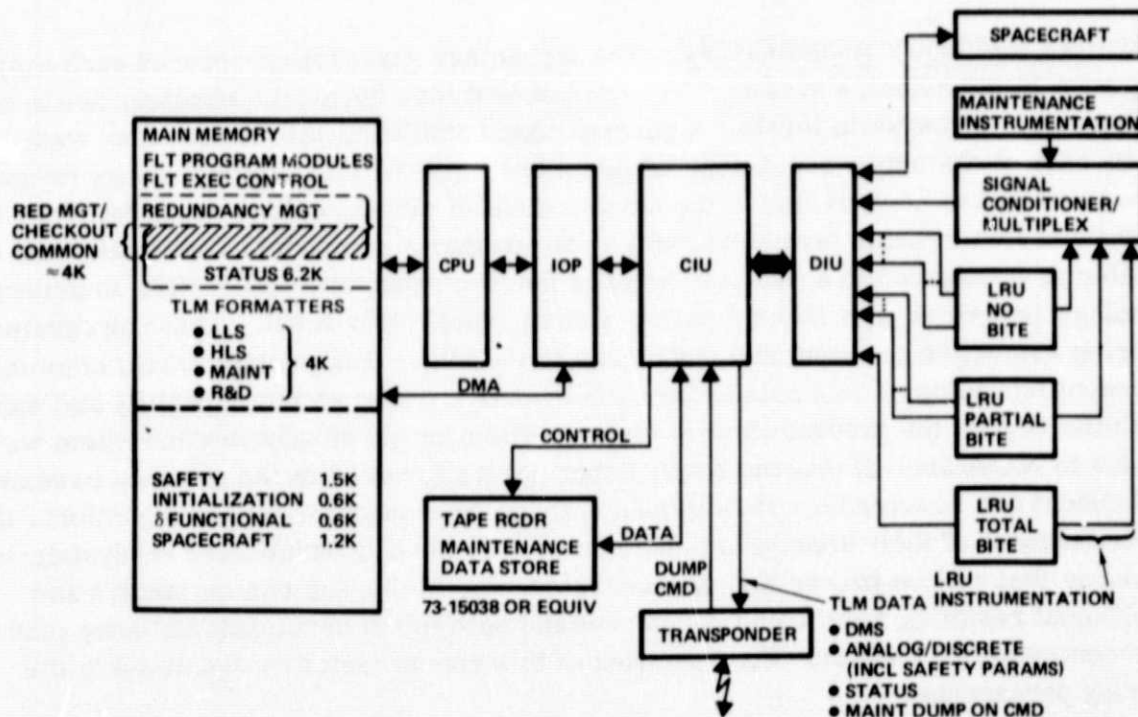 SPACECRAFT
MAINTENANCE
INSTRUMENTATION
SIGNAL
CONDITIONER/
MULTIPLEX
MAIN MEMORY
FLT PROGRAM MODULES
FLT EXEC CONTROL
REDUNDANCY MGT
RED MGT/
CHECKOUT
COMMON
≈ 4K
STATUS 6.2K
TLM FORMATTERS
● LLS
● HLS
● MAINT
● R&D
4K
SAFETY 1.5K
INITIALIZATION 0.6K
δ FUNCTIONAL 0.6K
SPACECRAFT 1.2K
CPU
IOP
CIU
DIU
DMA
CONTROL
TAPE RCDR
MAINTENANCE
DATA STORE
73-15038 OR EQUIV
DATA
DUMP
CMD
TRANSPONDER
LRU
NO
BITE
LRU
PARTIAL
BITE
LRU
TOTAL
BITE
LRU
INSTRUMENTATION
TLM DATA
● DMS
● ANALOG/DISCRETE
(INCL SAFETY PARAMS)
● STATUS
● MAINT DUMP ON CMD